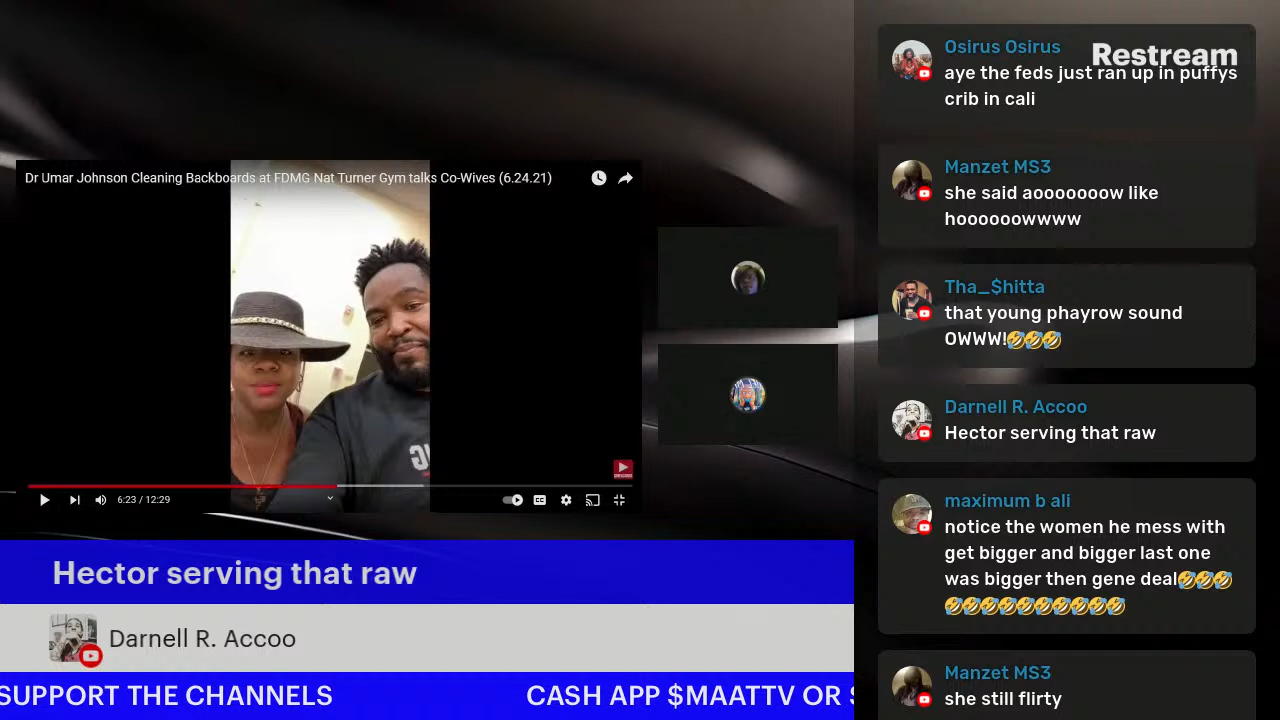 Dr Umar Johnson Cleaning Backboards at FDMG Nat Turner Gym talks Co-Wives (6.24.21)
6:23 / 12:29
CC
Hector serving that raw
Darnell R. Accoo
SUPPORT THE CHANNELS
CASH APP $MAATTV OR $
Restream
Osirus Osirus
aye the feds just ran up in puffys
crib in cali
Manzet MS3
she said aooooooow like
hoooooowwww
Tha_$hitta
that young phayrow sound
OWWW!🤣🤣🤣
Darnell R. Accoo
Hector serving that raw
maximum b ali
notice the women he mess with
get bigger and bigger last one
was bigger then gene deal🤣🤣🤣
🤣🤣🤣🤣🤣🤣🤣🤣🤣🤣
Manzet MS3
she still flirty